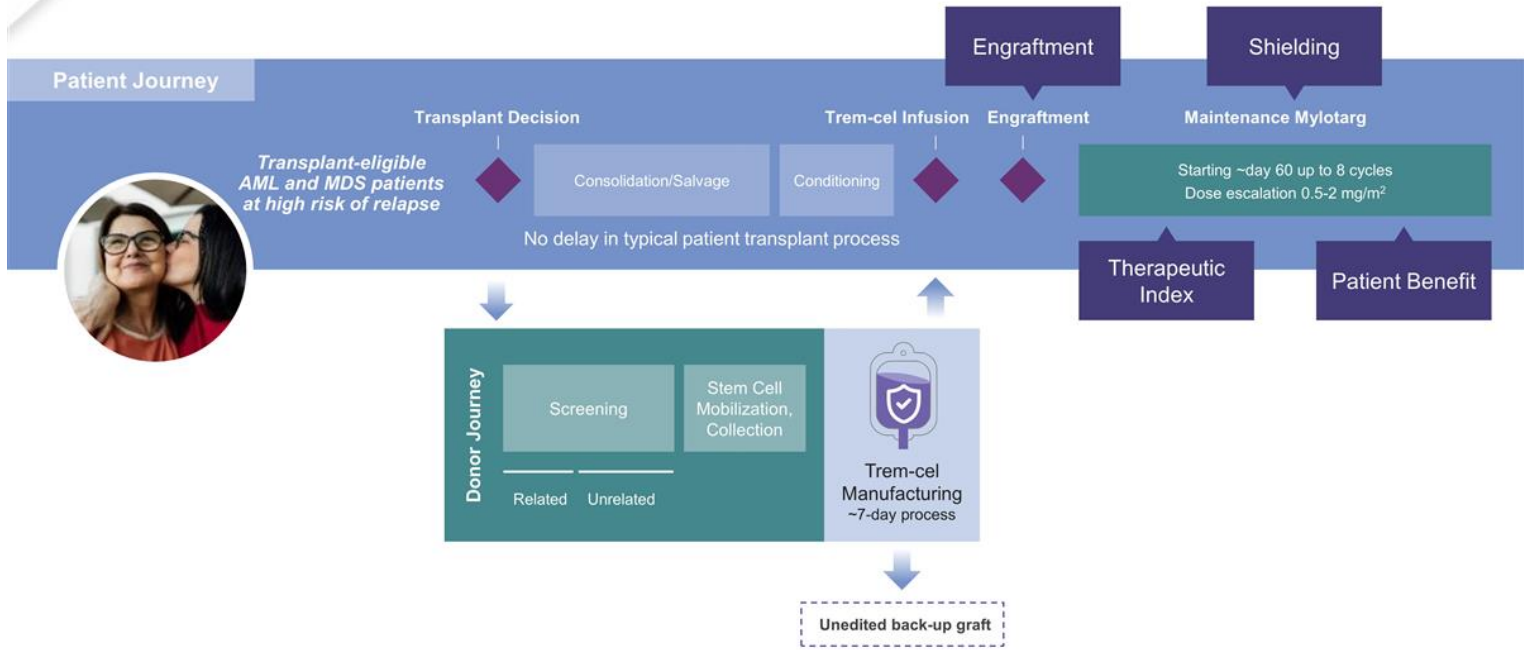 Engraftment
Shielding
Patient Journey
Transplant Decision
Trem-cel Infusion
Engraftment
Maintenance Mylotarg
Transplant-eligible
AML and MDS patients
at high risk of relapse
Consolidation/Salvage
Conditioning
Starting ~day 60 up to 8 cycles
Dose escalation 0.5-2 mg/m²
No delay in typical patient transplant process
Therapeutic
Index
Patient Benefit
Donor Journey
Screening
Stem Cell
Mobilization,
Collection
Related
Unrelated
Trem-cel
Manufacturing
~7-day process
Unedited back-up graft